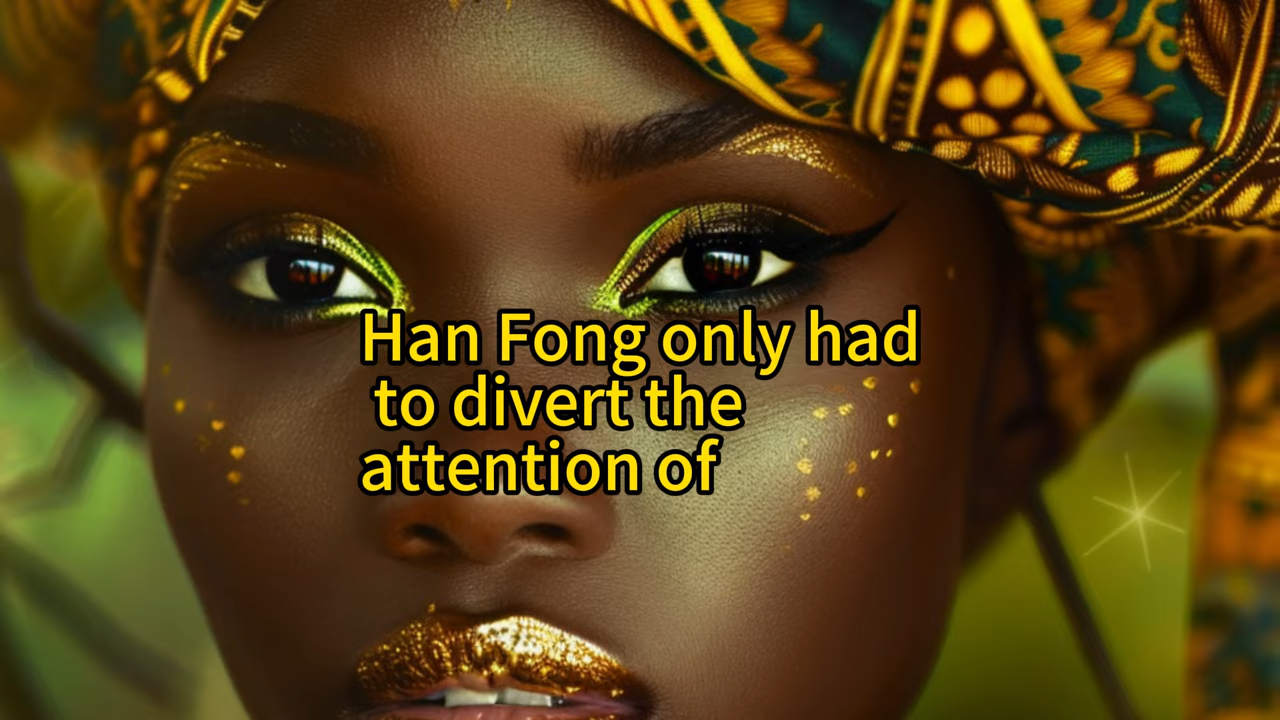 Han Fong only had
to divert the
attention of